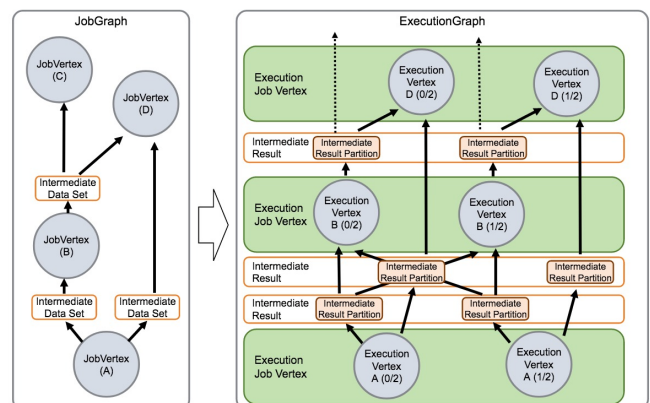 JobGraph
JobVertex
(C)
JobVertex
(D)
Intermediate
Data Set
JobVertex
(B)
Intermediate
Data Set
Intermediate
Data Set
JobVertex
(A)
ExecutionGraph
Execution
Job Vertex
Execution
Vertex
D (0/2)
Execution
Vertex
D (1/2)
Intermediate
Result
Intermediate
Result Partition
Intermediate
Result Partition
Execution
Job Vertex
Execution
Vertex
B (0/2)
Execution
Vertex
B (1/2)
Intermediate
Result
Intermediate
Result Partition
Intermediate
Result Partition
Intermediate
Result
Intermediate
Result Partition
Intermediate
Result Partition
Execution
Job Vertex
Execution
Vertex
A (0/2)
Execution
Vertex
A (1/2)